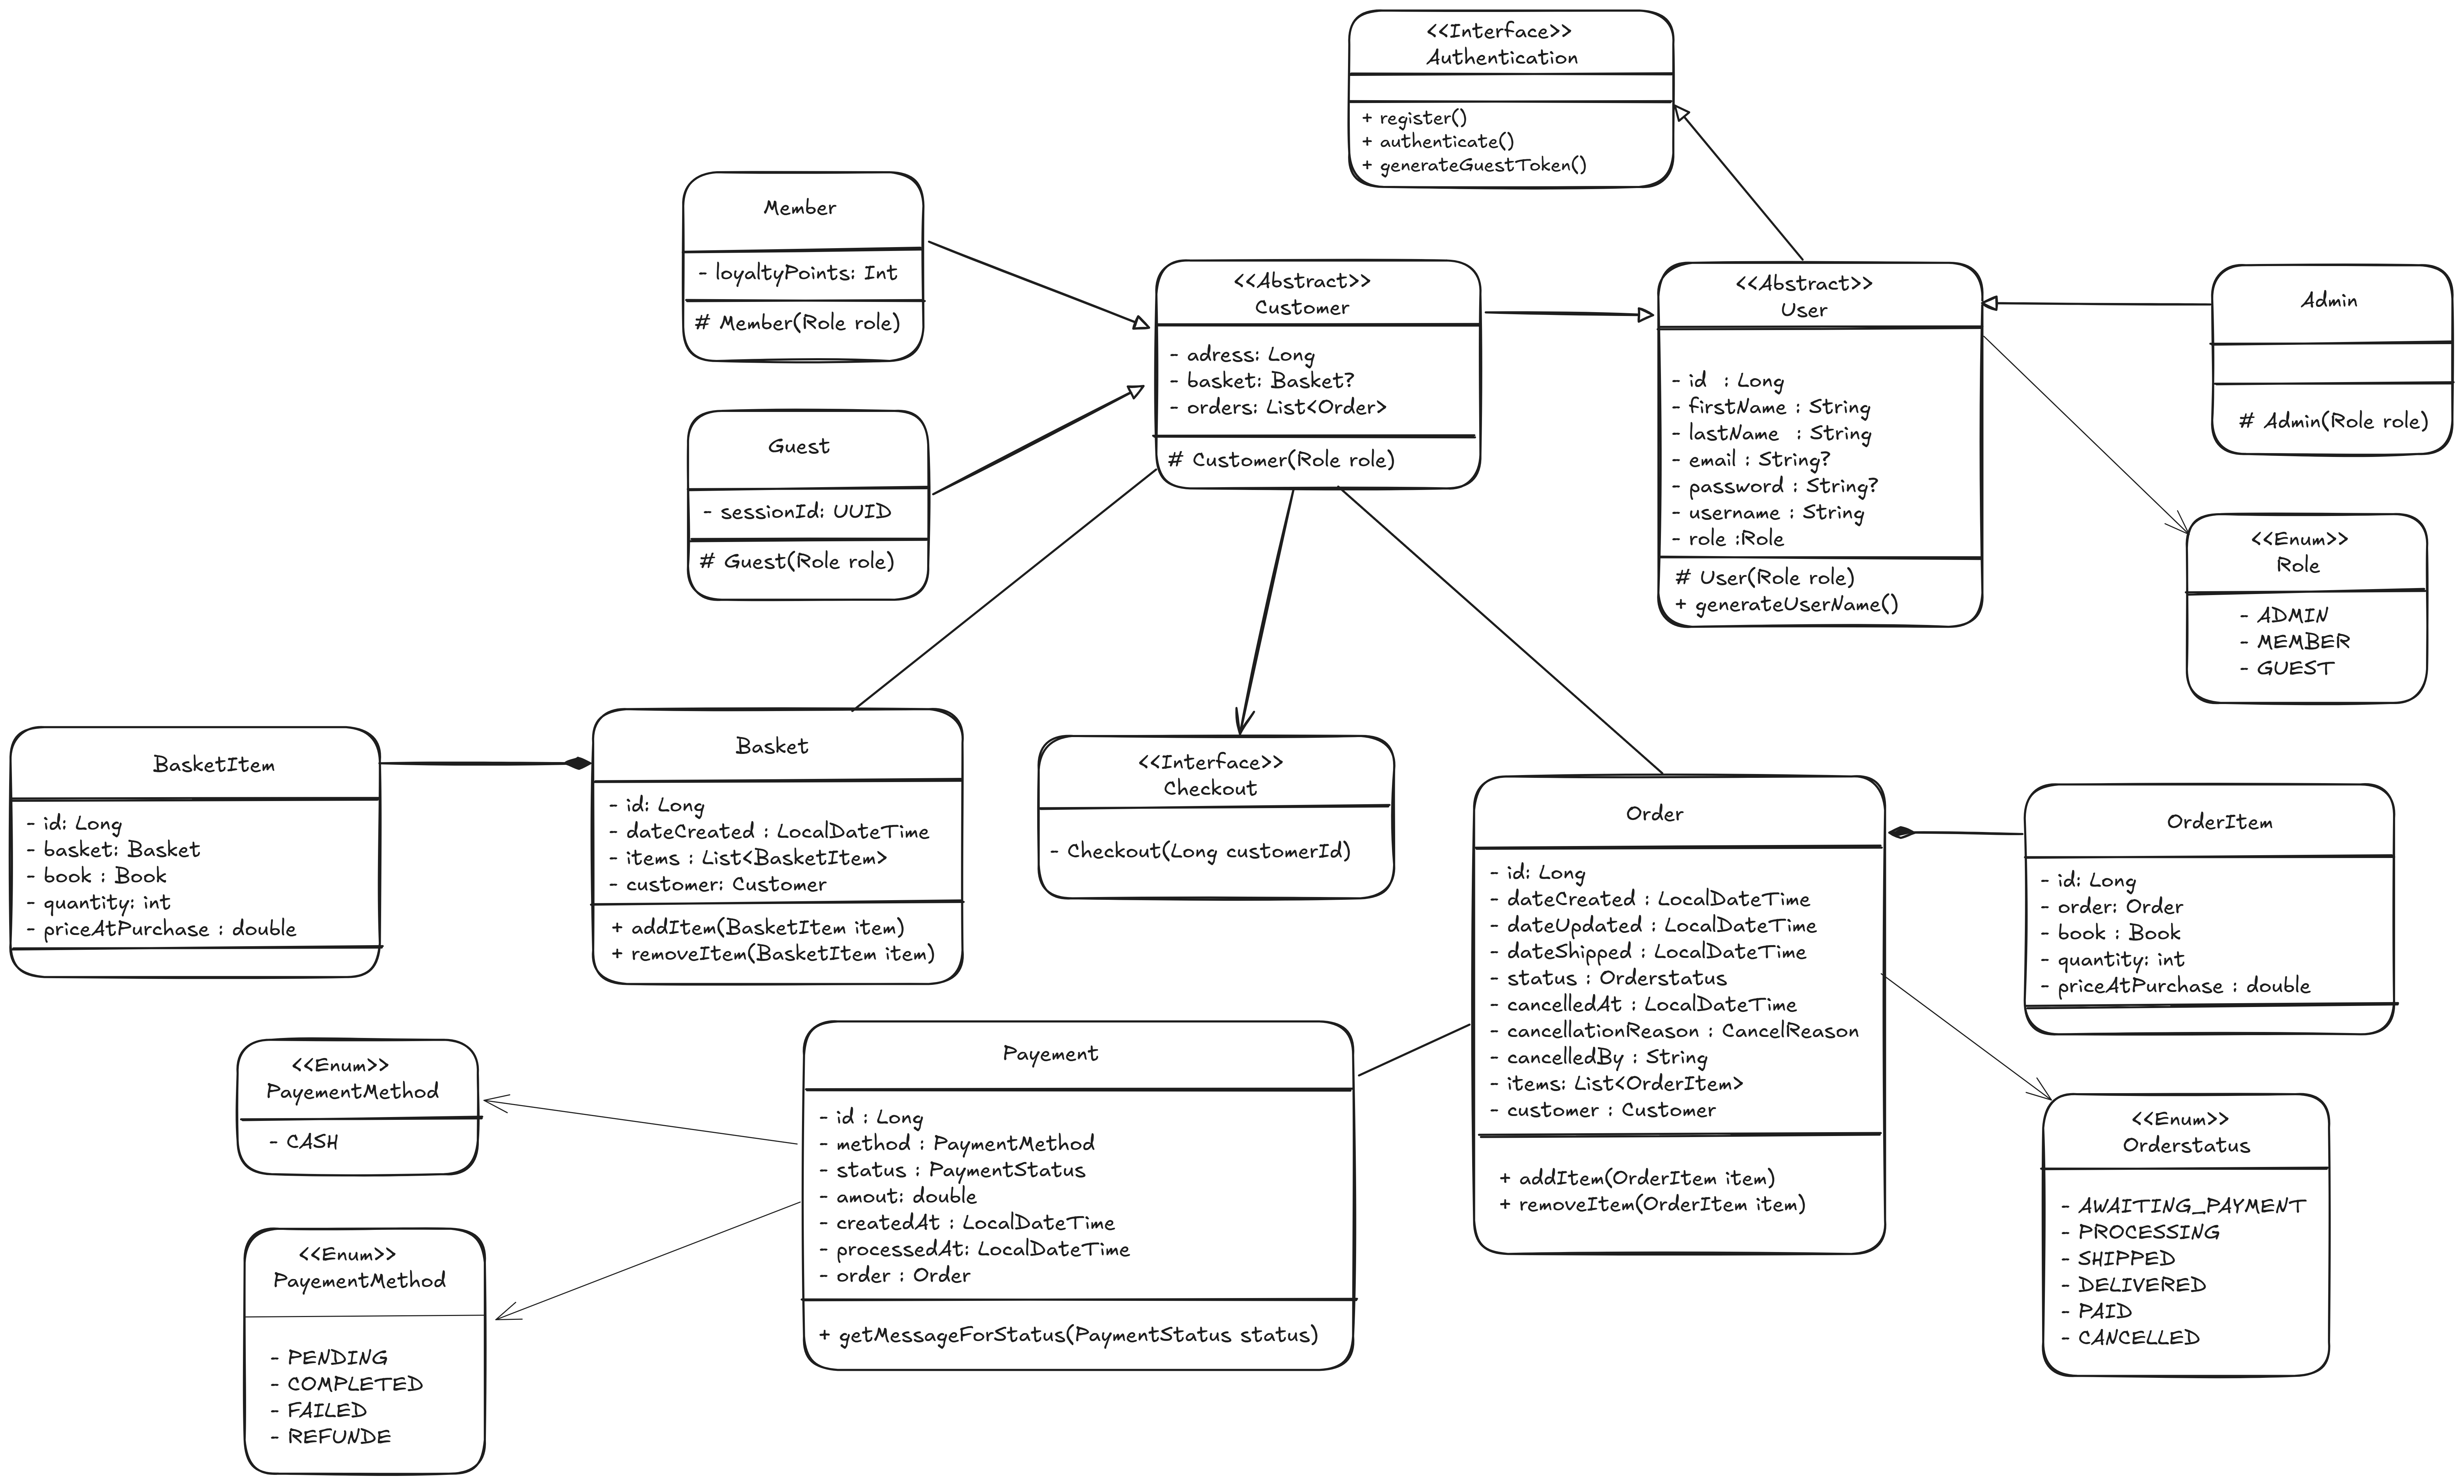 <<Interface>>
Authentication
+ register()
+ authenticate()
+ generateGuestToken()
Member
- loyaltyPoints: Int
# Member(Role role)
<<Abstract>>
Customer
- adress: Long
- basket: Basket?
- orders: List<Order>
# Customer(Role role)
<<Abstract>>
User
- id : Long
- firstName : String
- lastName : String
- email : String?
- password : String?
- username : String
- role :Role
# User(Role role)
+ generateUserName()
Admin
# Admin(Role role)
Guest
- sessionId: UUID
# Guest(Role role)
<<Enum>>
Role
- ADMIN
- MEMBER
- GUEST
BasketItem
- id: Long
- basket: Basket
- book : Book
- quantity: int
- priceAtPurchase : double
Basket
- id: Long
- dateCreated : LocalDateTime
- items : List<BasketItem>
- customer: Customer
+ addItem(BasketItem item)
+ removeItem(BasketItem item)
<<Interface>>
Checkout
- Checkout(Long customerId)
Order
- id: Long
- dateCreated : LocalDateTime
- dateUpdated : LocalDateTime
- dateShipped : LocalDateTime
- status : Orderstatus
- cancelledAt : LocalDateTime
- cancellationReason : CancelReason
- cancelledBy : String
- items: List<OrderItem>
- customer : Customer
+ addItem(OrderItem item)
+ removeItem(OrderItem item)
OrderItem
- id: Long
- order: Order
- book : Book
- quantity: int
- priceAtPurchase : double
<<Enum>>
PayementMethod
- CASH
Payement
- id : Long
- method : PaymentMethod
- status : PaymentStatus
- amout: double
- createdAt : LocalDateTime
- processedAt: LocalDateTime
- order : Order
+ getMessageForStatus(PaymentStatus status)
<<Enum>>
Orderstatus
- AWAITING_PAYMENT
- PROCESSING
- SHIPPED
- DELIVERED
- PAID
- CANCELLED
<<Enum>>
PayementMethod
- PENDING
- COMPLETED
- FAILED
- REFUNDE